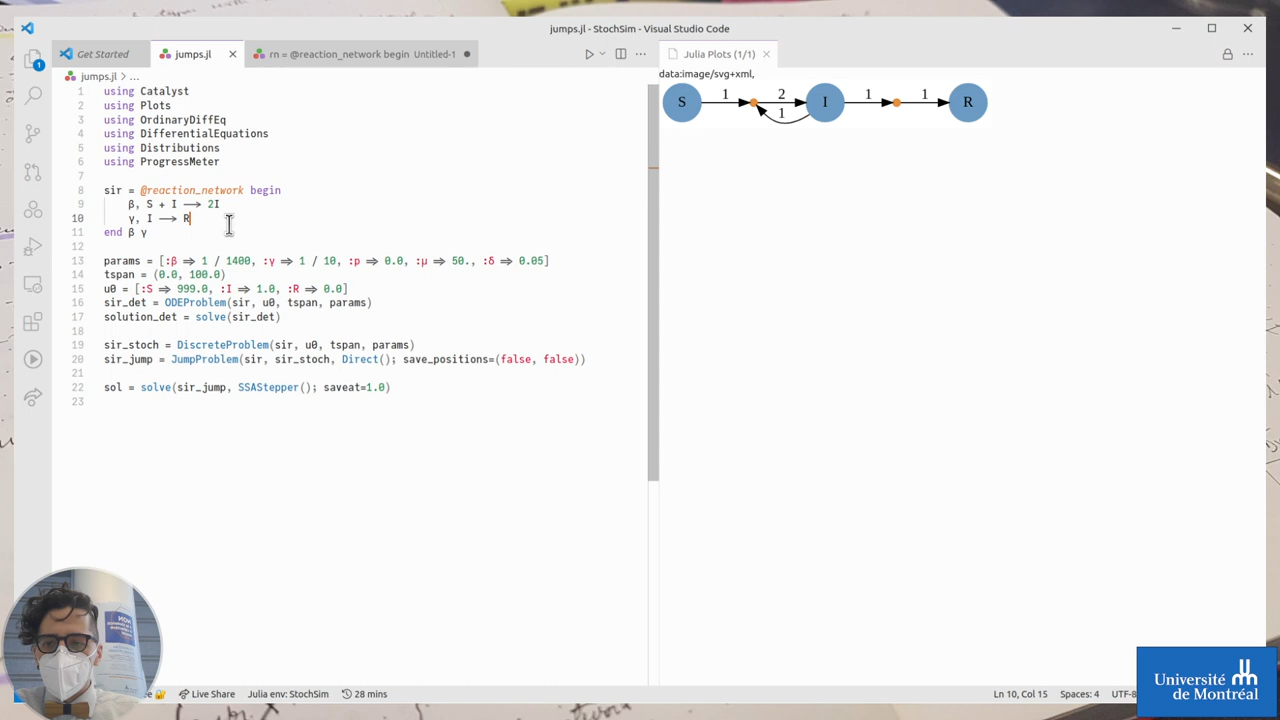 jumps.jl - StochSim - Visual Studio Code
Get Started
jumps.jl
rn = @reaction_network begin Untitled-1
Julia Plots (1/1)
jumps.jl > ...
data:image/svg+xml,
1 using Catalyst
2 using Plots
3 using OrdinaryDiffEq
4 using DifferentialEquations
5 using Distributions
6 using ProgressMeter
7
8 sir = @reaction_network begin
9 β, S + I --> 2I
10 γ, I --> R
11 end β γ
12
13 params = [:β => 1 / 1400, :γ => 1 / 10, :p => 0.0, :μ => 50., :δ => 0.05]
14 tspan = (0.0, 100.0)
15 u0 = [:S => 999.0, :I => 1.0, :R => 0.0]
16 sir_det = ODEProblem(sir, u0, tspan, params)
17 solution_det = solve(sir_det)
18
19 sir_stoch = DiscreteProblem(sir, u0, tspan, params)
20 sir_jump = JumpProblem(sir, sir_stoch, Direct(); save_positions=(false, false))
21
22 sol = solve(sir_jump, SSAStepper(); saveat=1.0)
23
S 1 2 I 1 1 R
1
1
NON
Live Share
Julia env: StochSim
28 mins
Ln 10, Col 15
Spaces: 4
UTF-8
Université
de Montréal